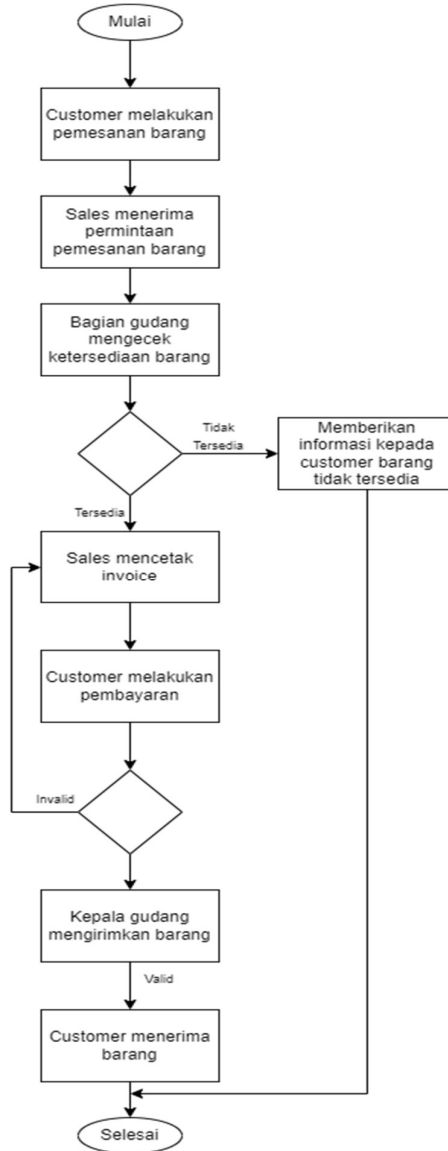 Mulai
Customer melakukan
pemesanan barang
Sales menerima
permintaan
pemesanan barang
Bagian gudang
mengecek
ketersediaan barang
Tidak
Tersedia
Memberikan
informasi kepada
customer barang
tidak tersedia
Tersedia
Sales mencetak
invoice
Customer melakukan
pembayaran
Invalid
Kepala gudang
mengirimkan barang
Valid
Customer menerima
barang
Selesai